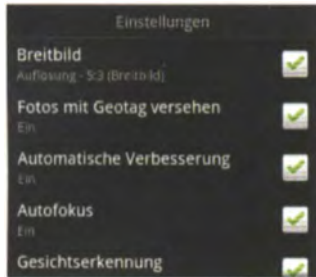 Einstellungen
Breitbild
Auflösung - 5:3 (Breitbild)
Fotos mit Geotag versehen
Ein
Automatische Verbesserung
Ein
Autofokus
Ein
Gesichtserkennung